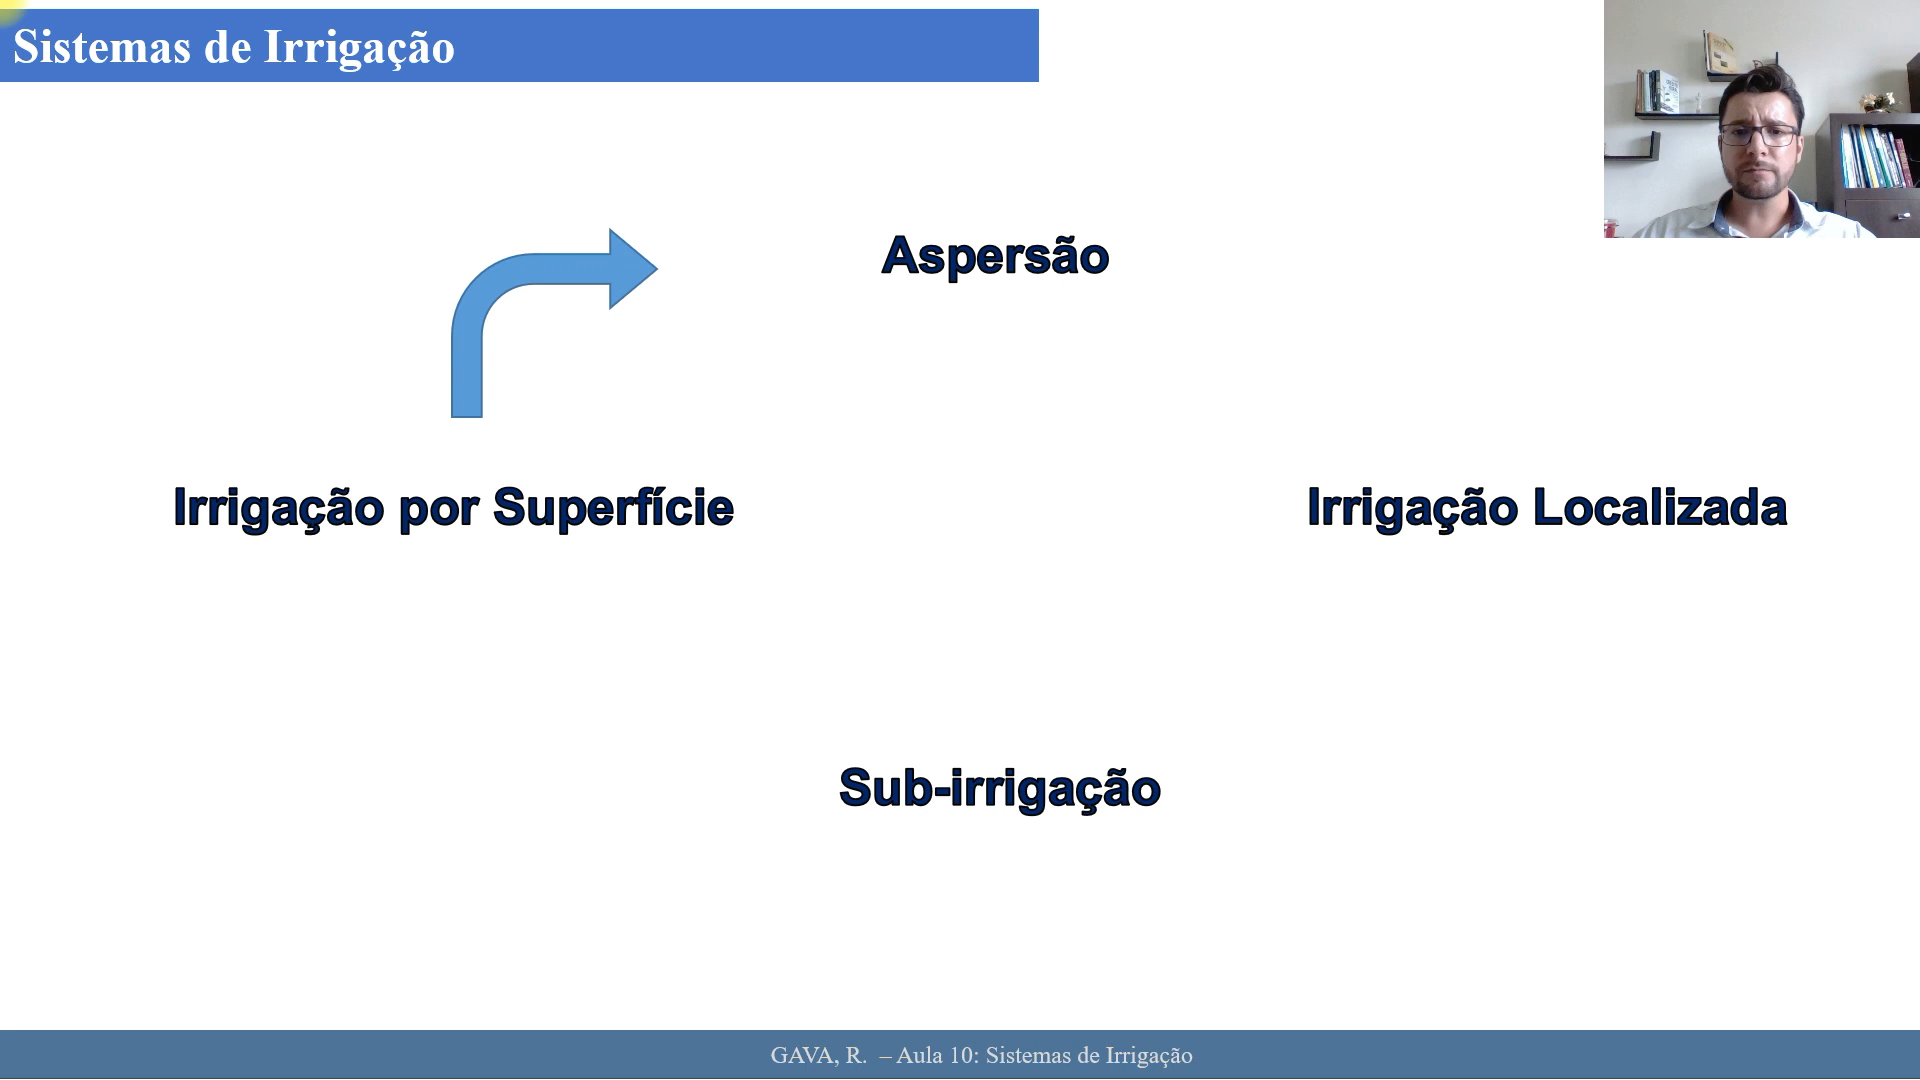 Sistemas de Irrigação
Aspersão
Irrigação por Superfície
Irrigação Localizada
Sub-irrigação
GAVA, R. – Aula 10: Sistemas de Irrigação